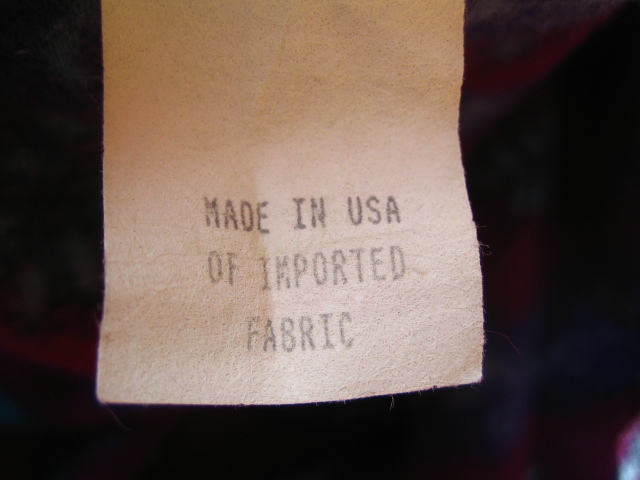 MADE IN USA
OF IMPORTED
FABRIC